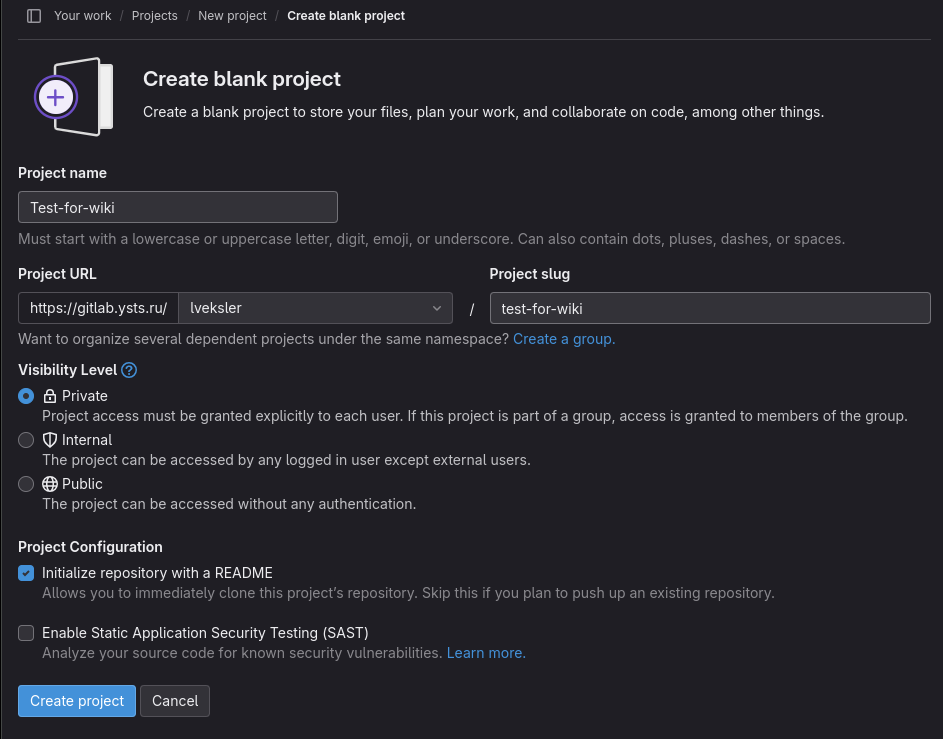 Your work / Projects / New project / Create blank project
Create blank project
Create a blank project to store your files, plan your work, and collaborate on code, among other things.
Project name
Test-for-wiki
Must start with a lowercase or uppercase letter, digit, emoji, or underscore. Can also contain dots, pluses, dashes, or spaces.
Project URL
Project slug
https://gitlab.ysts.ru/ lveksler / test-for-wiki
Want to organize several dependent projects under the same namespace? Create a group.
Visibility Level ?
Private
Project access must be granted explicitly to each user. If this project is part of a group, access is granted to members of the group.
Internal
The project can be accessed by any logged in user except external users.
Public
The project can be accessed without any authentication.
Project Configuration
Initialize repository with a README
Allows you to immediately clone this project’s repository. Skip this if you plan to push up an existing repository.
Enable Static Application Security Testing (SAST)
Analyze your source code for known security vulnerabilities. Learn more.
Create project Cancel